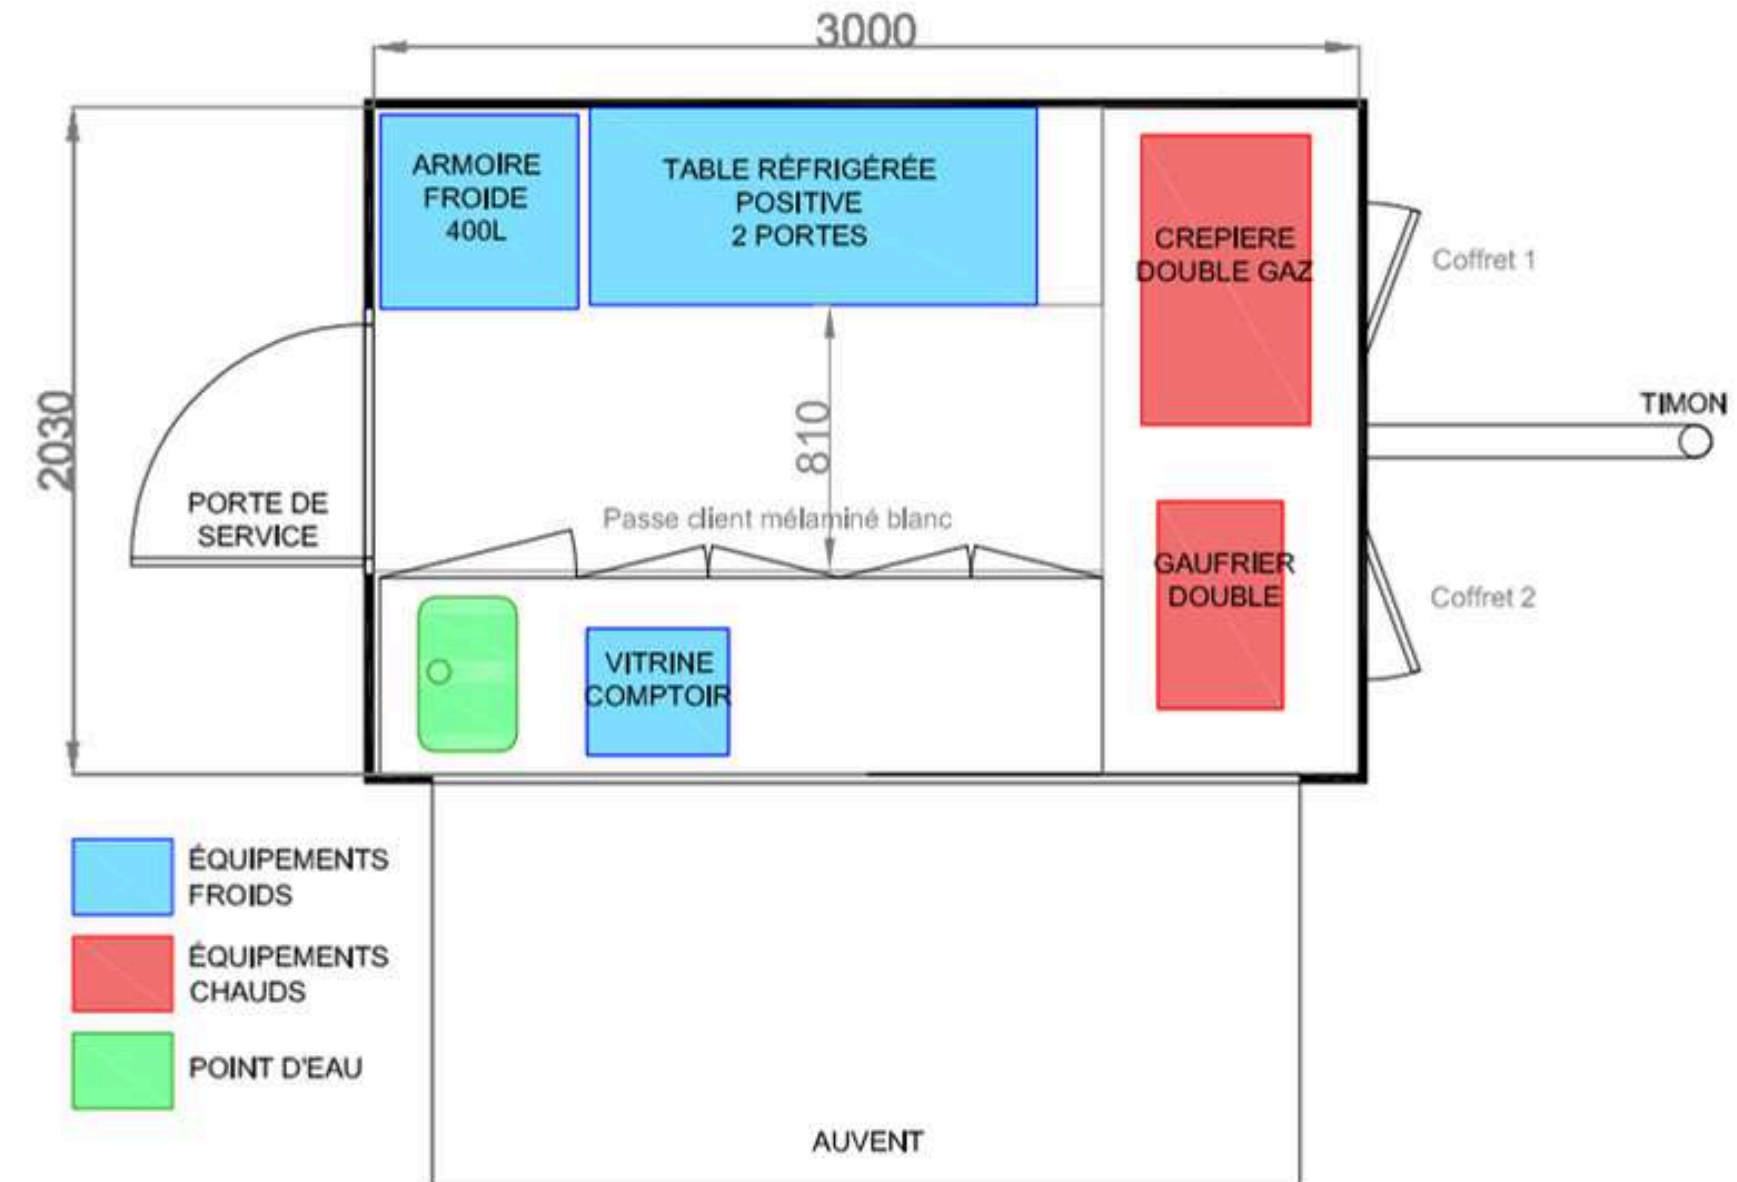 3000
ARMOIRE
FROIDE
400L
TABLE RÉFRIGÉRÉE
POSITIVE
2 PORTES
CREPIERE
DOUBLE GAZ
Coffret 1
TIMON
2030
810
PORTE DE
SERVICE
Passe client mélaminé blanc
GAUFRIER
DOUBLE
Coffret 2
VITRINE
COMPTOIR
ÉQUIPEMENTS
FROIDS
ÉQUIPEMENTS
CHAUDS
POINT D'EAU
AUVENT